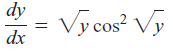 dy/dx = √y cos² √y